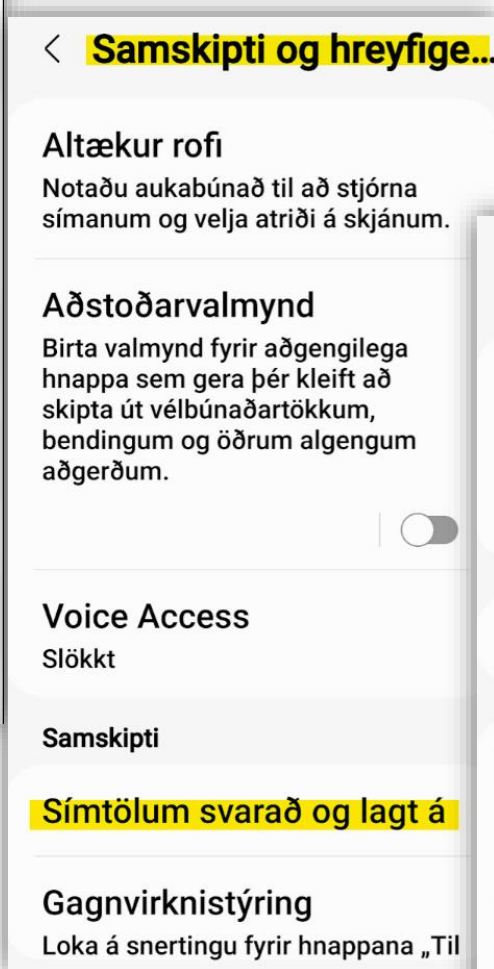 Samskipti og hreyfige...
Altækur rofi
Notaðu aukabúnað til að stjórna
símanum og velja atriði á skjánum.
Aðstoðarvalmynd
Birta valmynd fyrir aðgengilega
hnappa sem gera þér kleift að
skipta út vélbúnaðartökkum,
bendingum og öðrum algengum
aðgerðum.
Voice Access
Slökkt
Samskipti
Símtölum svarað og lagt á
Gagnvirknistýring
Loka á snertingu fyrir hnappana „Til